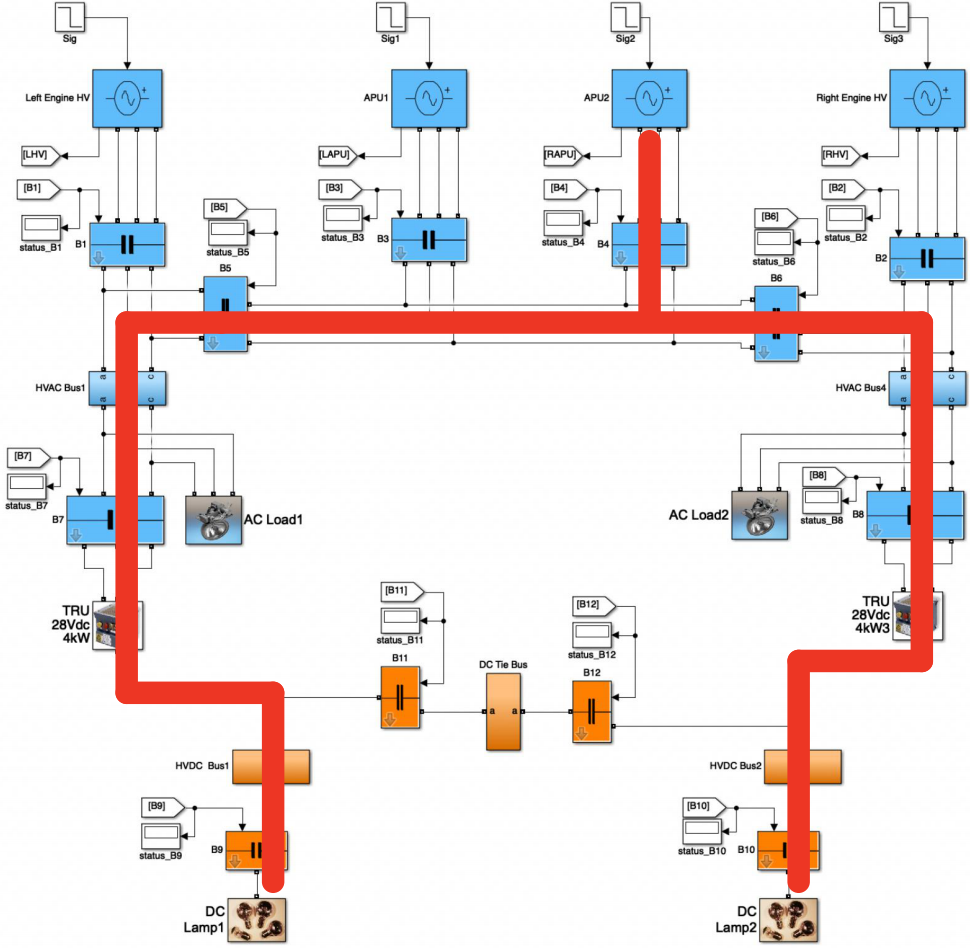 Sig
Sig1
Sig2
Sig3
Left Engine HV
+
APU1
+
APU2
+
Right Engine HV
+
[LHV]
[LAPU]
[RAPU]
[RHV]
[B1]
[B3]
[B4]
[B2]
status_B1
B1
[B5]
status_B5
status_B3
B3
status_B4
B4
[B6]
status_B6
status_B2
B2
B5
B6
HVAC Bus1
a
c
a
c
HVAC Bus4
a
c
a
c
[B7]
status_B7
B7
AC Load1
AC Load2
[B8]
status_B8
B8
TRU
28Vdc
4kW
TRU
28Vdc
4kW3
[B11]
status_B11
B11
[B12]
status_B12
B12
DC Tie Bus
a
a
HVDC Bus1
HVDC Bus2
[B9]
status_B9
B9
[B10]
status_B10
B10
DC
Lamp1
DC
Lamp2